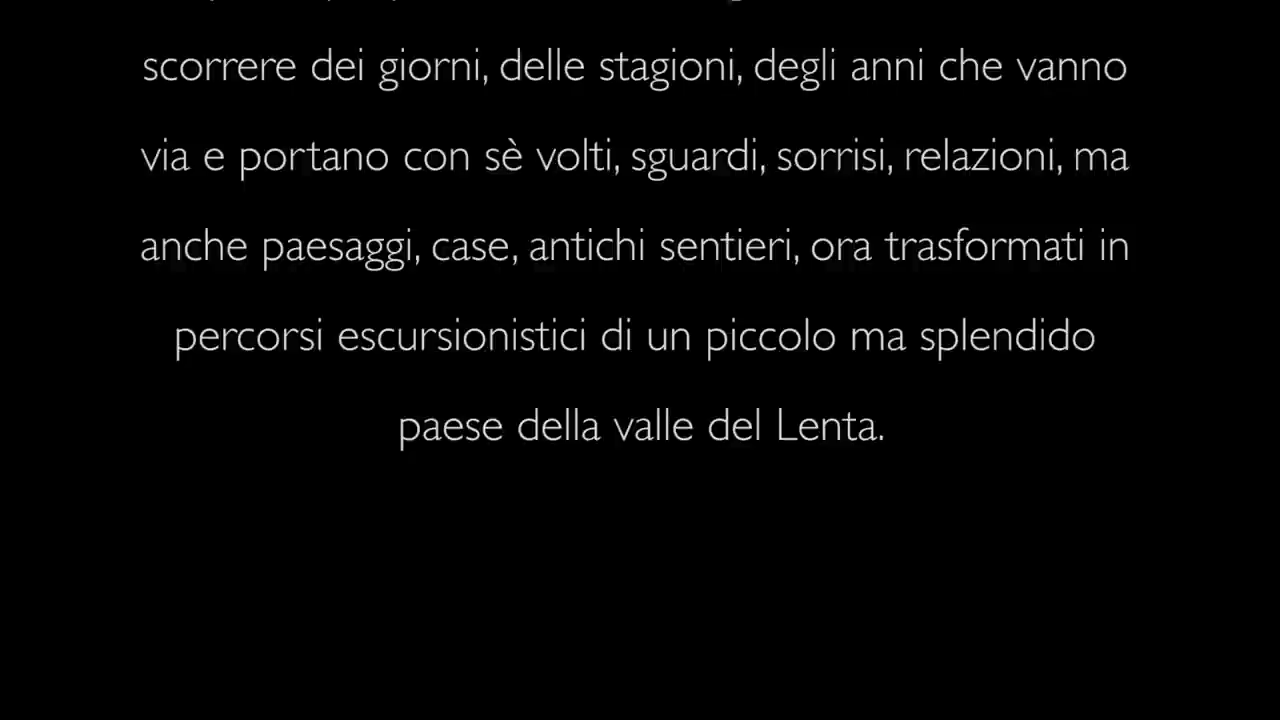 scorrere dei giorni, delle stagioni, degli anni che vanno
via e portano con sè volti, sguardi, sorrisi, relazioni, ma
anche paesaggi, case, antichi sentieri, ora trasformati in
percorsi escursionistici di un piccolo ma splendido
paese della valle del Lenta.